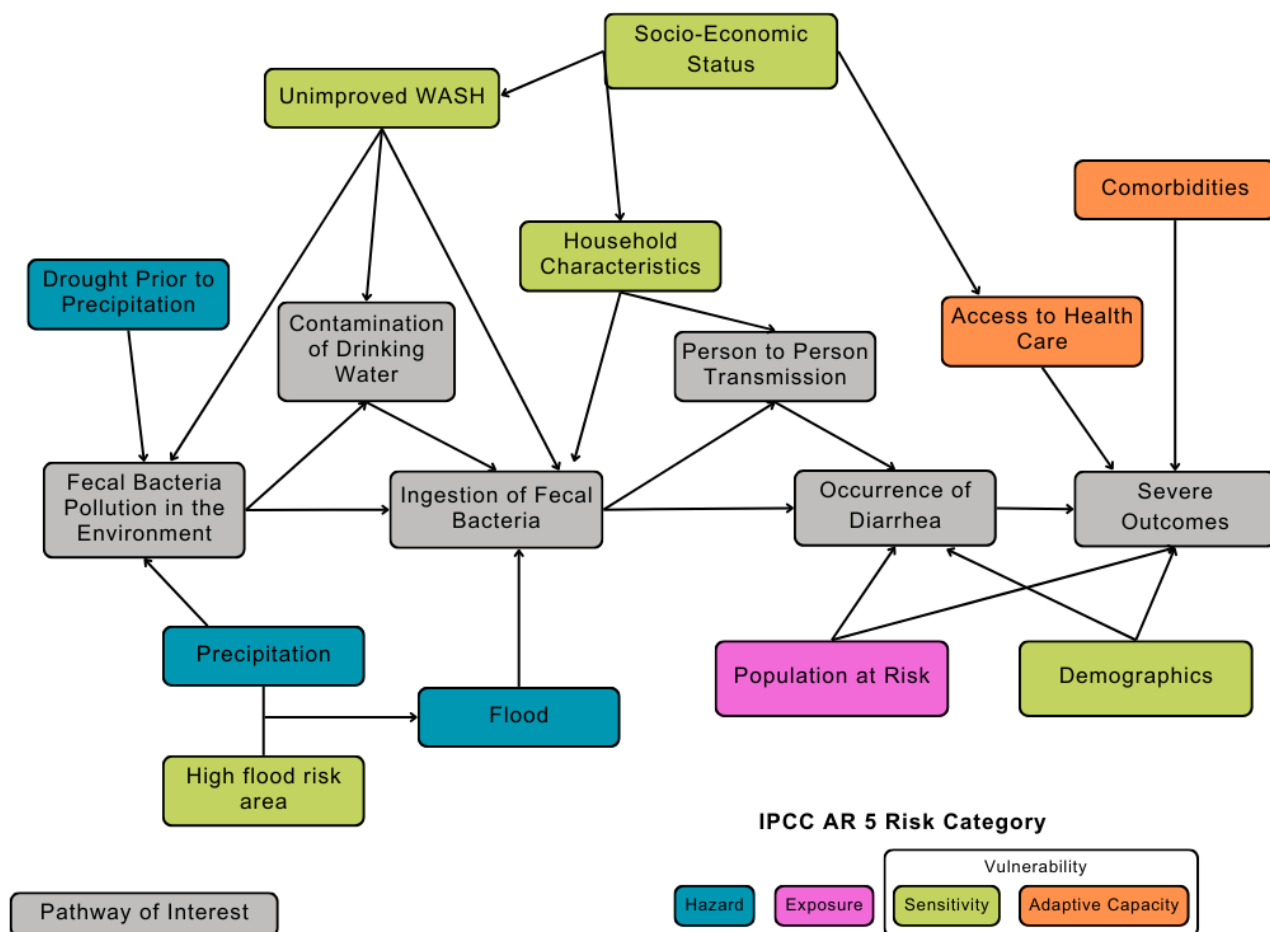 Socio-Economic
Status
Unimproved WASH
Comorbidities
Household
Characteristics
Drought Prior to
Precipitation
Contamination
of Drinking
Water
Access to Health
Care
Person to Person
Transmission
Fecal Bacteria
Pollution in the
Environment
Ingestion of Fecal
Bacteria
Occurrence of
Diarrhea
Severe
Outcomes
Precipitation
Population at Risk
Demographics
Flood
High flood risk
area
IPCC AR 5 Risk Category
Vulnerability
Hazard
Exposure
Sensitivity
Adaptive Capacity
Pathway of Interest